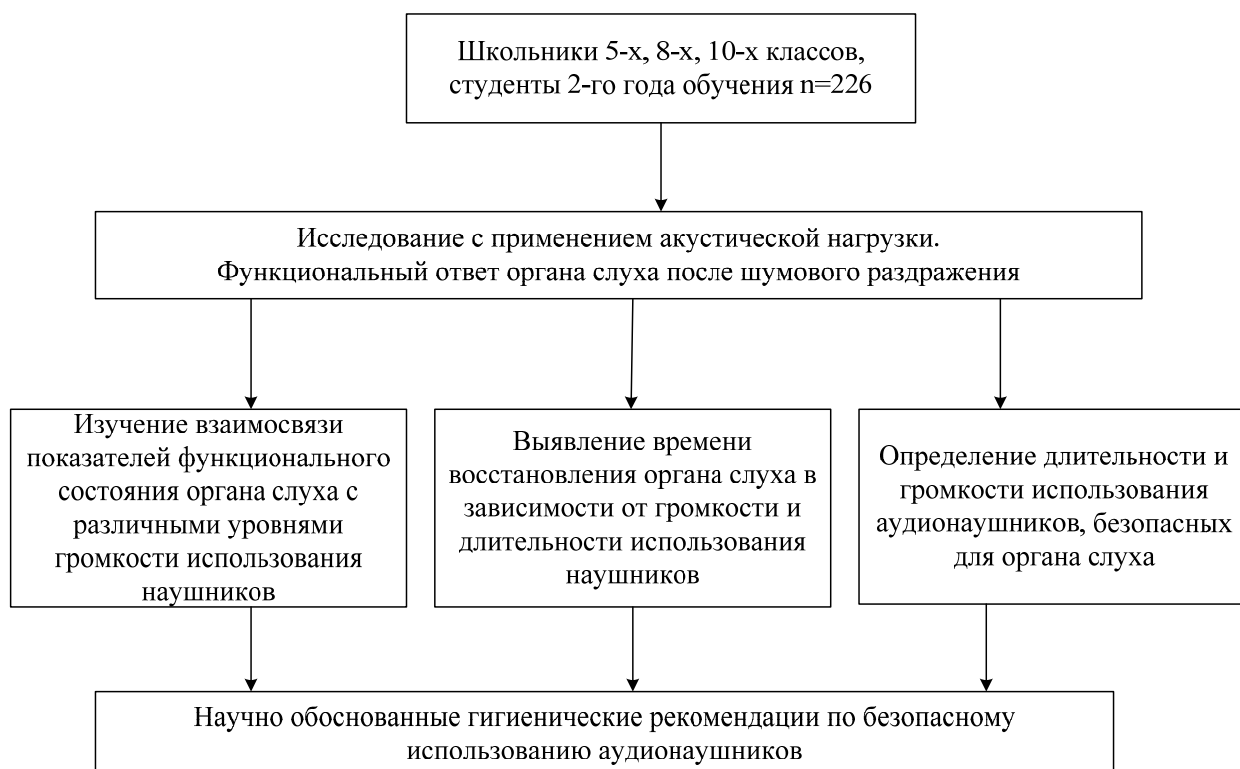 Школьники 5-х, 8-х, 10-х классов,
студенты 2-го года обучения n=226
Исследование с применением акустической нагрузки.
Функциональный ответ органа слуха после шумового раздражения
Изучение взаимосвязи
показателей функционального
состояния органа слуха с
различными уровнями
громкости использования
наушников
Выявление времени
восстановления органа слуха в
зависимости от громкости и
длительности использования
наушников
Определение длительности и
громкости использования
аудионаушников, безопасных
для органа слуха
Научно обоснованные гигиенические рекомендации по безопасному
использованию аудионаушников